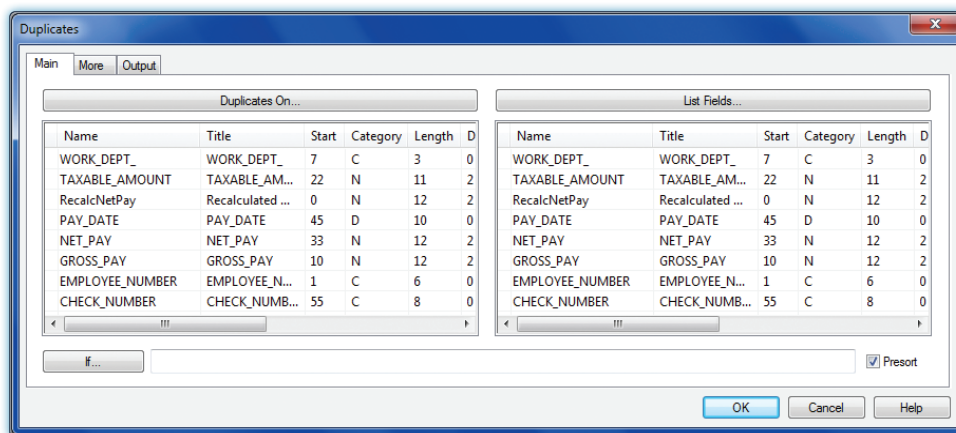 Duplicates
Main More Output
Duplicates On... List Fields...
Name Title Start Category Length D Name Title Start Category Length D
WORK_DEPT_ WORK_DEPT_ 7 C 3 0 WORK_DEPT_ WORK_DEPT_ 7 C 3 0
TAXABLE_AMOUNT TAXABLE_AM... 22 N 11 2 TAXABLE_AMOUNT TAXABLE_AM... 22 N 11 2
RecalcNetPay Recalculated ... 0 N 12 2 RecalcNetPay Recalculated ... 0 N 12 2
PAY_DATE PAY_DATE 45 D 10 0 PAY_DATE PAY_DATE 45 D 10 0
NET_PAY NET_PAY 33 N 12 2 NET_PAY NET_PAY 33 N 12 2
GROSS_PAY GROSS_PAY 10 N 12 2 GROSS_PAY GROSS_PAY 10 N 12 2
EMPLOYEE_NUMBER EMPLOYEE_N... 1 C 6 0 EMPLOYEE_NUMBER EMPLOYEE_N... 1 C 6 0
CHECK_NUMBER CHECK_NUMB... 55 C 8 0 CHECK_NUMBER CHECK_NUMB... 55 C 8 0
If... Presort
OK Cancel Help